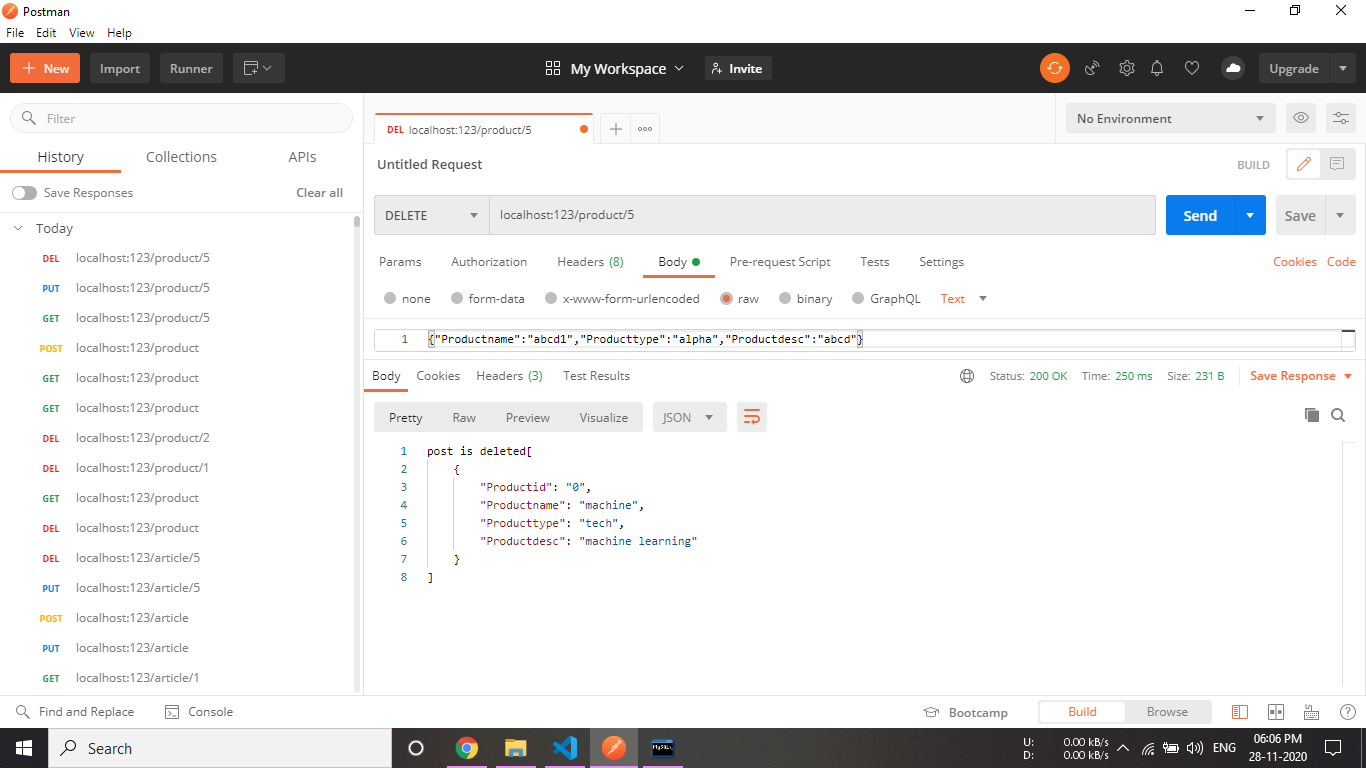 Postman
File Edit View Help
New Import Runner My Workspace Invite Upgrade
Filter
History Collections APIs
Save Responses Clear all
Today
DEL localhost:123/product/5
PUT localhost:123/product/5
GET localhost:123/product/5
POST localhost:123/product
GET localhost:123/product
GET localhost:123/product
DEL localhost:123/product/2
DEL localhost:123/product/1
GET localhost:123/product
DEL localhost:123/product
DEL localhost:123/article/5
PUT localhost:123/article/5
POST localhost:123/article
PUT localhost:123/article
GET localhost:123/article/1
DEL localhost:123/product/5
No Environment
Untitled Request BUILD
DELETE localhost:123/product/5 Send Save
Params Authorization Headers (8) Body Pre-request Script Tests Settings Cookies Code
none form-data x-www-form-urlencoded raw binary GraphQL Text
1 {"Productname":"abcd1","Producttype":"alpha","Productdesc":"abcd"}
Body Cookies Headers (3) Test Results Status: 200 OK Time: 250 ms Size: 231 B Save Response
Pretty Raw Preview Visualize JSON
1 post is deleted[
2 {
3 "Productid": "0",
4 "Productname": "machine",
5 "Producttype": "tech",
6 "Productdesc": "machine learning"
7 }
8 ]
Find and Replace Console Bootcamp Build Browse
Search
MySQL
U: 0.00 kB/s
D: 0.00 kB/s
ENG
06:06 PM
28-11-2020